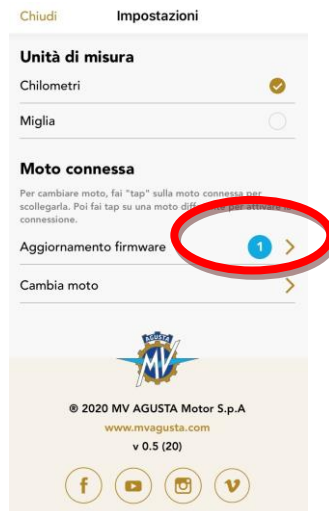 Chiudi Impostazioni
Unità di misura
Chilometri
Miglia
Moto connessa
Per cambiare moto, fai "tap" sulla moto connessa per
scollegarla. Poi fai tap su una moto per attivare
connessione.
Aggiornamento firmware 1
Cambia moto
AGUSTA
MV
© 2020 MV AGUSTA Motor S.p.A
www.mvagusta.com
v 0.5 (20)